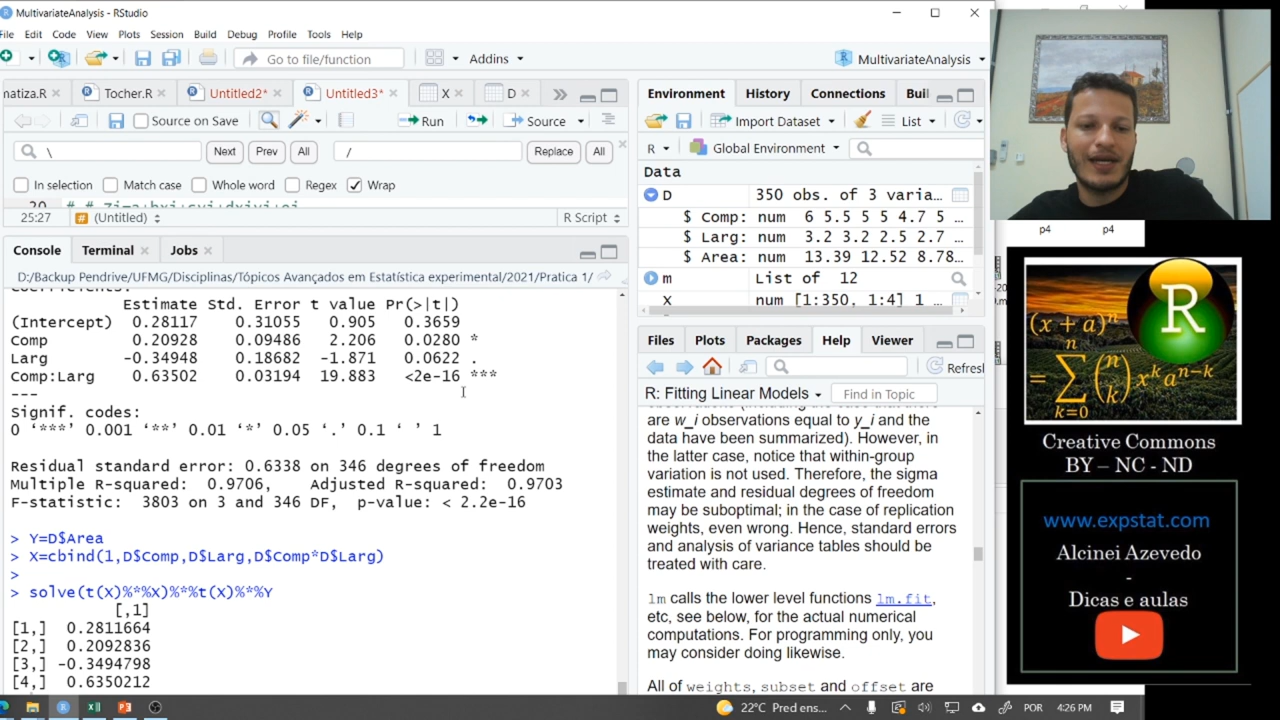 MultivariateAnalysis - RStudio
File Edit Code View Plots Session Build Debug Profile Tools Help
Go to file/function
Addins
MultivariateAnalysis
matiza.R
Tocher.R
Untitled2*
Untitled3*
X
D
Source on Save
Run
Source
\
Next
Prev
All
/
Replace
All
In selection
Match case
Whole word
Regex
Wrap
25:27
(Untitled)
R Script
Console
Terminal
Jobs
D:/Backup Pendrive/UFMG/Disciplinas/Tópicos Avançados em Estatística experimental/2021/Pratica 1/
Coefficients:
Estimate Std. Error t value Pr(>|t|)
(Intercept) 0.28117 0.31055 0.905 0.3659
Comp 0.20928 0.09486 2.206 0.0280 *
Larg -0.34948 0.18682 -1.871 0.0622 .
Comp:Larg 0.63502 0.03194 19.883 <2e-16 ***
---
Signif. codes:
0 ‘***’ 0.001 ‘**’ 0.01 ‘*’ 0.05 ‘.’ 0.1 ‘ ’ 1
Residual standard error: 0.6338 on 346 degrees of freedom
Multiple R-squared: 0.9706, Adjusted R-squared: 0.9703
F-statistic: 3803 on 3 and 346 DF, p-value: < 2.2e-16
> Y=D$Area
> X=cbind(1,D$Comp,D$Larg,D$Comp*D$Larg)
>
> solve(t(X)%*%X)%*%t(X)%*%Y
[,1]
[1,] 0.2811664
[2,] 0.2092836
[3,] -0.3494798
[4,] 0.6350212
Environment
History
Connections
Bui
Import Dataset
List
R
Global Environment
Data
D 350 obs. of 3 varia…
$ Comp: num 6 5.5 5 5 4.7 5 …
$ Larg: num 3.2 3.2 2.5 2.7 …
$ Area: num 13.39 12.52 8.78…
m List of 12
X num [1:350, 1:4] 1 …
Files
Plots
Packages
Help
Viewer
Refresh
R: Fitting Linear Models
Find in Topic
are w_i observations equal to y_i and
the data have been summarized). However, in
the latter case, notice that within-group
variation is not used. Therefore, the sigma
estimate and residual degrees of freedom
may be suboptimal; in the case of replication
weights, even wrong. Hence, standard errors
and analysis of variance tables should be
treated with care.
lm calls the lower level functions lm.fit,
etc, see below, for the actual numerical
computations. For programming only, you
may consider doing likewise.
All of weights, subset and offset are
p4 p4
(x + a)^n
= ∑ n k=0 (n k) x^k a^n-k
R
Creative Commons
BY – NC - ND
www.expstat.com
Alcinei Azevedo
-
Dicas e aulas
22°C Pred ens...
POR
4:26 PM